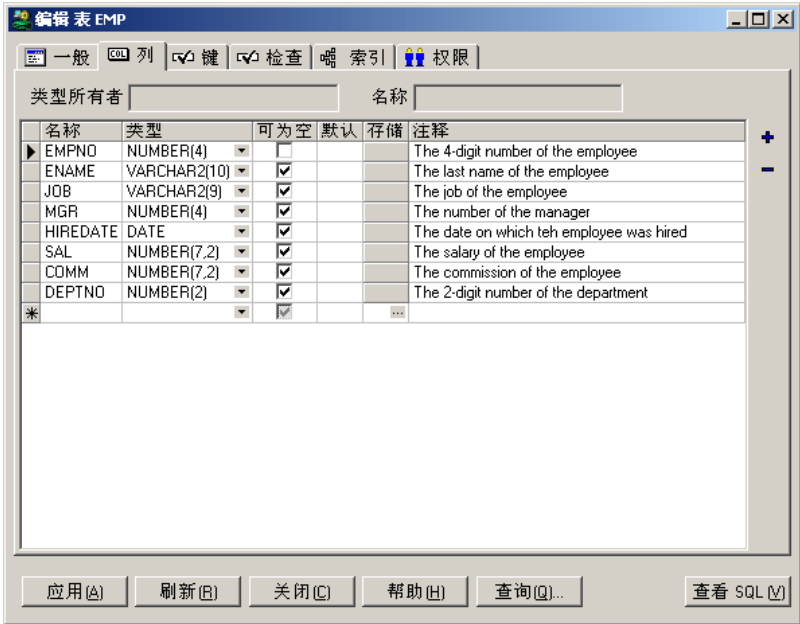 编辑 表 EMP
一般 COL 列 键 检查 索引 权限
类型所有者 名称
名称 类型 可为空 默认 存储 注释
EMPNO NUMBER(4) The 4-digit number of the employee
ENAME VARCHAR2(10) The last name of the employee
JOB VARCHAR2(9) The job of the employee
MGR NUMBER(4) The number of the manager
HIREDATE DATE The date on which teh employee was hired
SAL NUMBER(7,2) The salary of the employee
COMM NUMBER(7,2) The commission of the employee
DEPTNO NUMBER(2) The 2-digit number of the department
...
应用(A) 刷新(R) 关闭(C) 帮助(H) 查询(Q)... 查看 SQL (V)